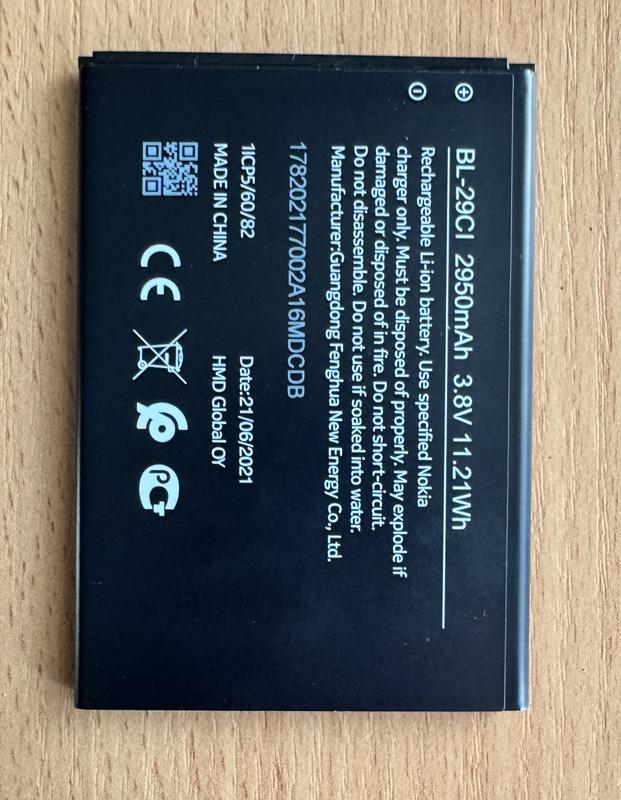 BL-29CI 2950mAh 3.8V 11.21Wh
Rechargeable Li-ion battery. Use specified Nokia
charger only. Must be disposed of properly. May explode if
damaged or disposed of in fire. Do not short-circuit.
Do not disassemble. Do not use if soaked into water.
Manufacturer:Guangdong Fenghua New Energy Co., Ltd.
178202177002A16MDCDB
1ICP5/60/82 Date:21/06/2021
MADE IN CHINA HMD Global OY
CE
PC